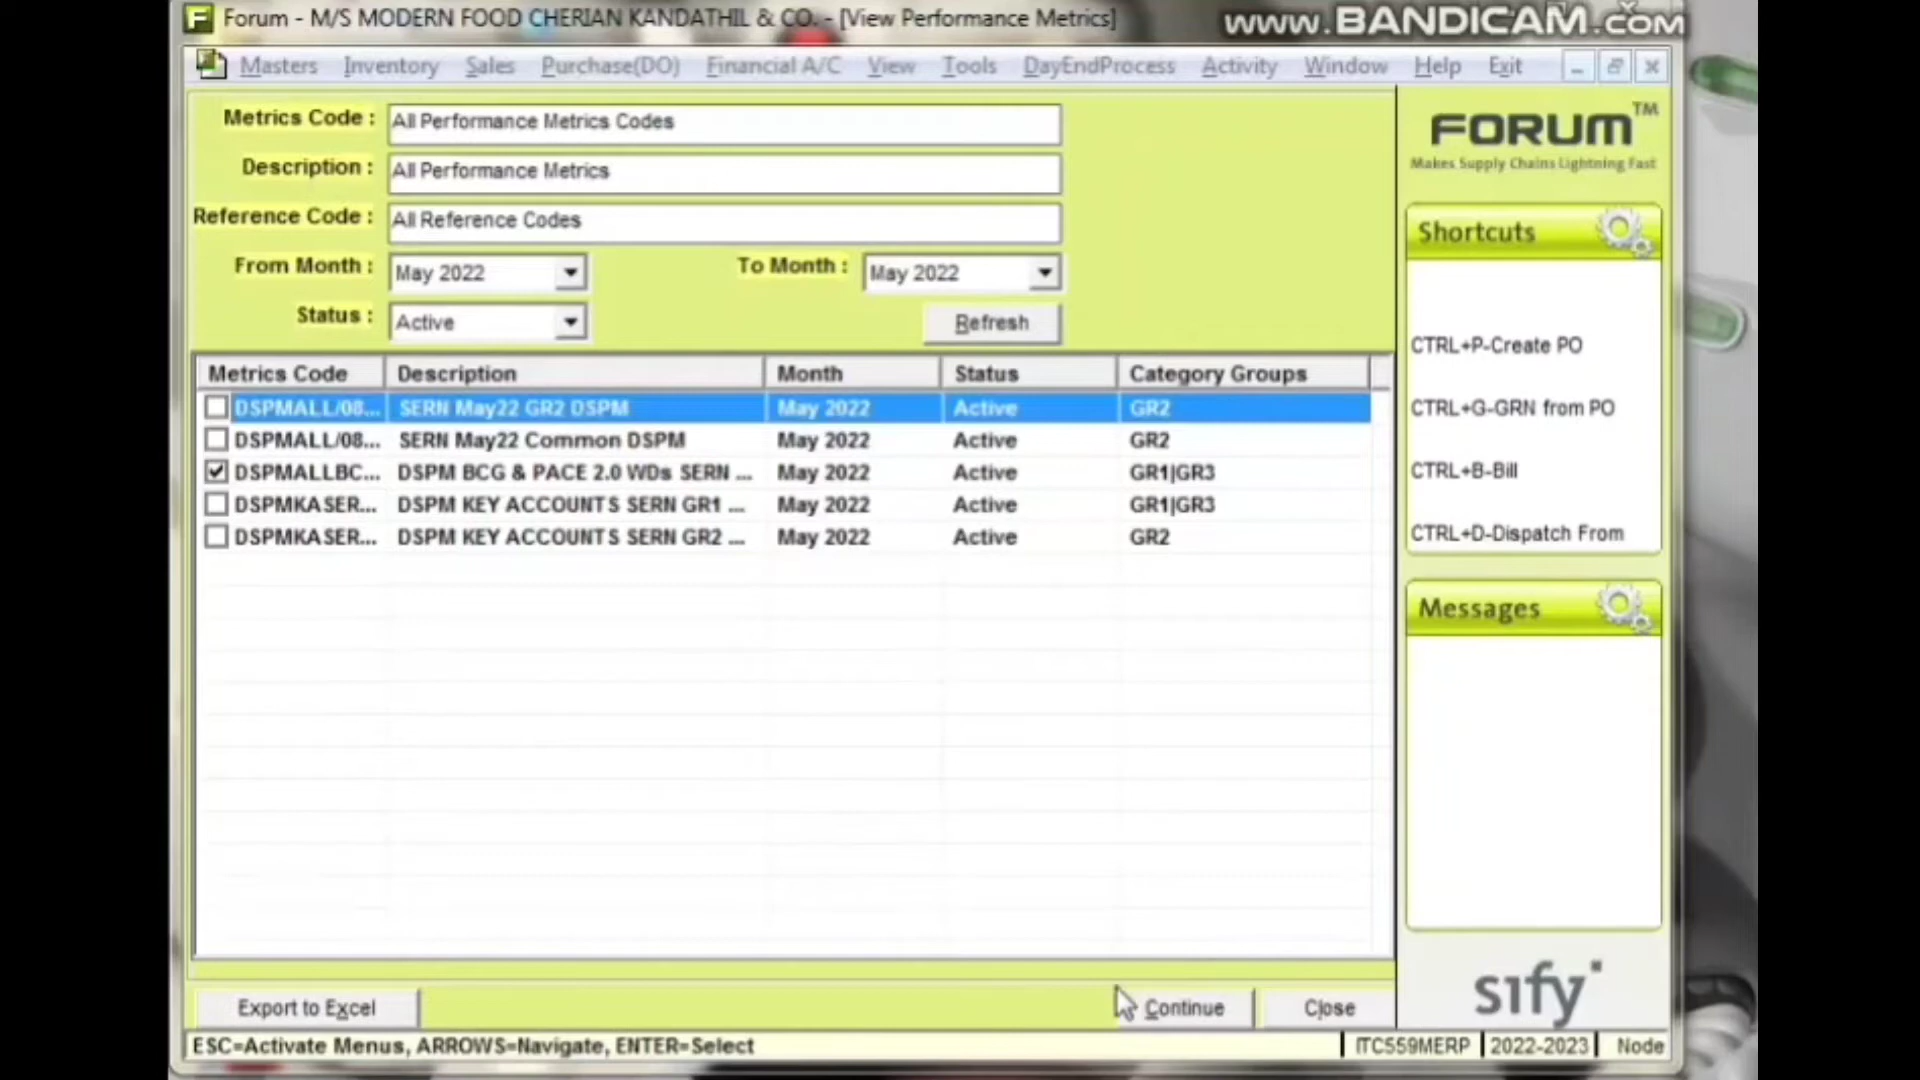 Forum - M/S MODERN FOOD CHERIAN KANDATHIL & CO. - [View Performance Metrics]
www.BANDICAM.COM
Masters Inventory Sales Purchase(DO) Financial A/C View Tools DayEndProcess Activity Window Help Exit
Metrics Code : All Performance Metrics Codes
Description : All Performance Metrics
Reference Code : All Reference Codes
From Month : May 2022 To Month : May 2022
Status : Active Refresh
Metrics Code Description Month Status Category Groups
DSPMALL/08... SERN May22 GR2 DSPM May 2022 Active GR2
DSPMALL/08... SERN May22 Common DSPM May 2022 Active GR2
DSPMALLBC... DSPM BCG & PACE 2.0 WDs SERN ... May 2022 Active GR1|GR3
DSPMKASER... DSPM KEY ACCOUNTS SERN GR1 ... May 2022 Active GR1|GR3
DSPMKASER... DSPM KEY ACCOUNTS SERN GR2 ... May 2022 Active GR2
Export to Excel Continue Close
FORUM™
Makes Supply Chains Lightning Fast
Shortcuts
CTRL+P-Create PO
CTRL+G-GRN from PO
CTRL+B-Bill
CTRL+D-Dispatch From
Messages
sify
ESC=Activate Menus, ARROWS=Navigate, ENTER=Select ITC559MERP 2022-2023 Node